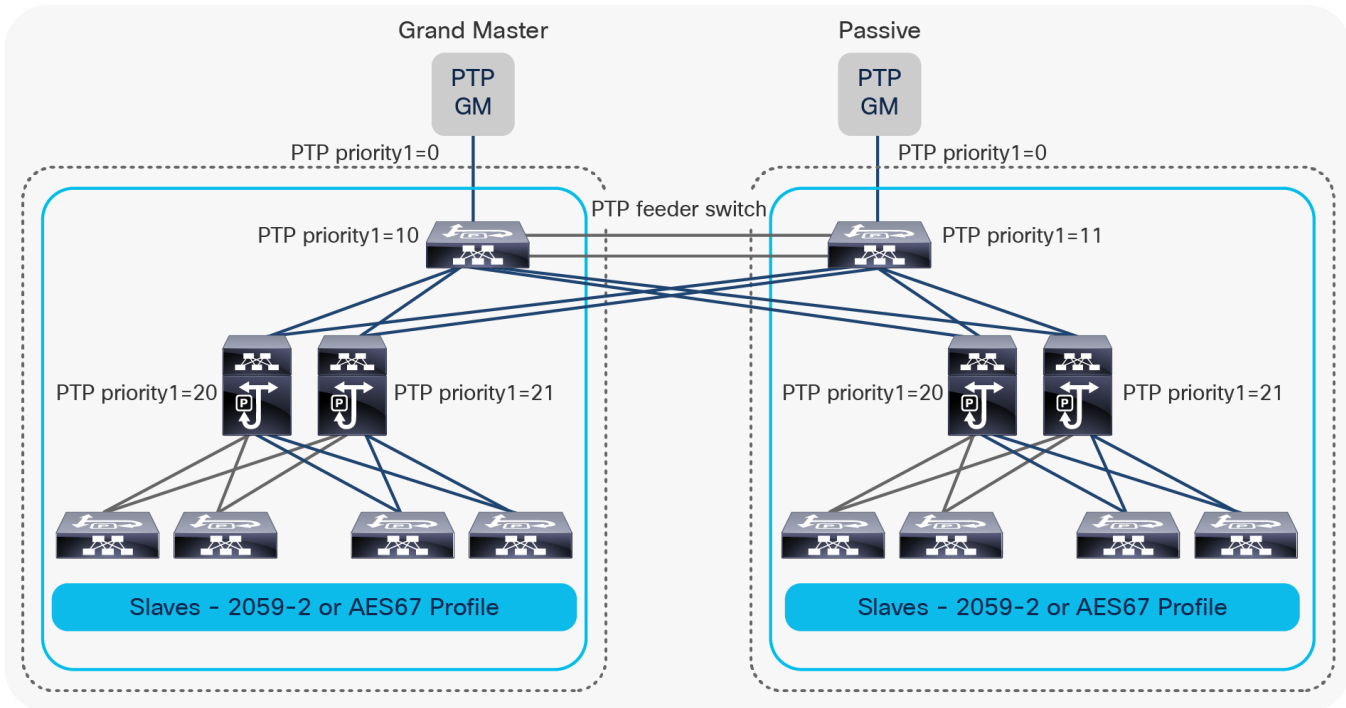 Grand Master
Passive
PTP
GM
PTP
GM
PTP priority1=0
PTP priority1=0
PTP feeder switch
PTP priority1=10
PTP priority1=11
PTP priority1=20
P
P
PTP priority1=21
PTP priority1=20
P
P
PTP priority1=21
Slaves - 2059-2 or AES67 Profile
Slaves - 2059-2 or AES67 Profile